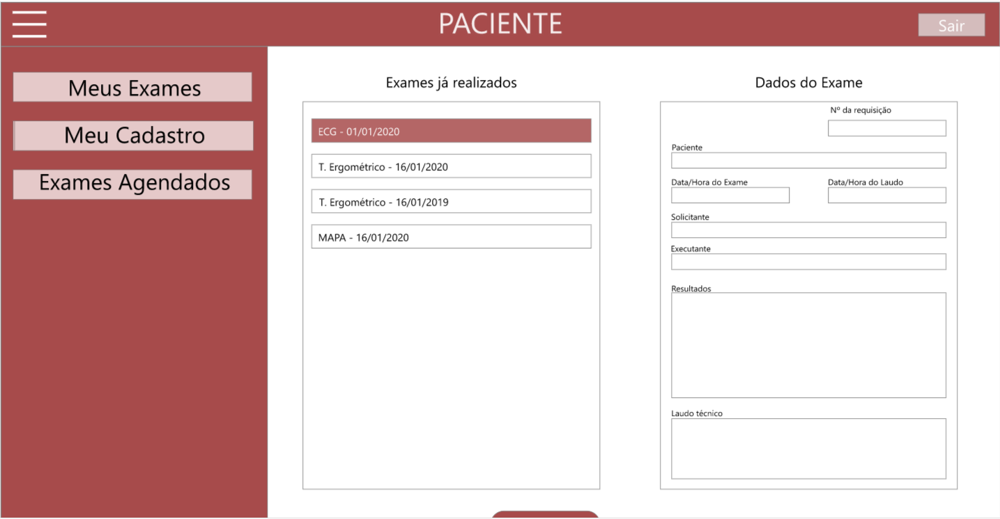 PACIENTE
Sair
Meus Exames
Meu Cadastro
Exames Agendados
Exames já realizados
ECG - 01/01/2020
T. Ergométrico - 16/01/2020
T. Ergométrico - 16/01/2019
MAPA - 16/01/2020
Dados do Exame
Nº da requisição
Paciente
Data/Hora do Exame
Data/Hora do Laudo
Solicitante
Executante
Resultados
Laudo técnico